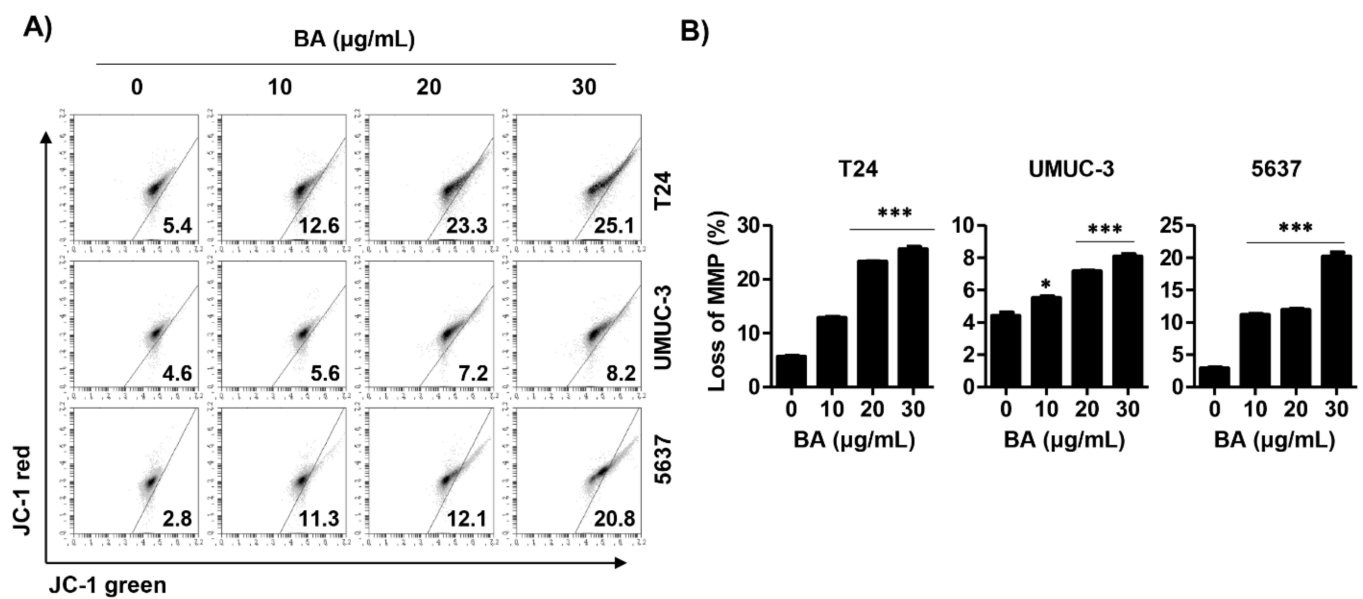 A)
BA (μg/mL)
0 10 20 30
5.4 12.6 23.3 25.1
T24
4.6 5.6 7.2 8.2
UMUC-3
2.8 11.3 12.1 20.8
5637
JC-1 red
JC-1 green
B)
T24 UMUC-3 5637
Loss of MMP (%)
***
30
20
10
0
0 10 20 30
BA (μg/mL)
***
*
10
8
6
4
2
0
0 10 20 30
BA (μg/mL)
***
25
20
15
10
5
0
0 10 20 30
BA (μg/mL)